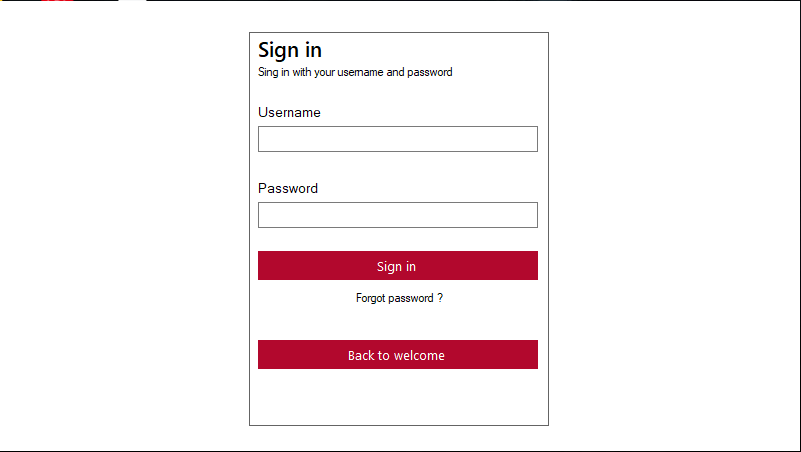 Sign in
Sing in with your username and password
Username
Password
Sign in
Forgot password ?
Back to welcome